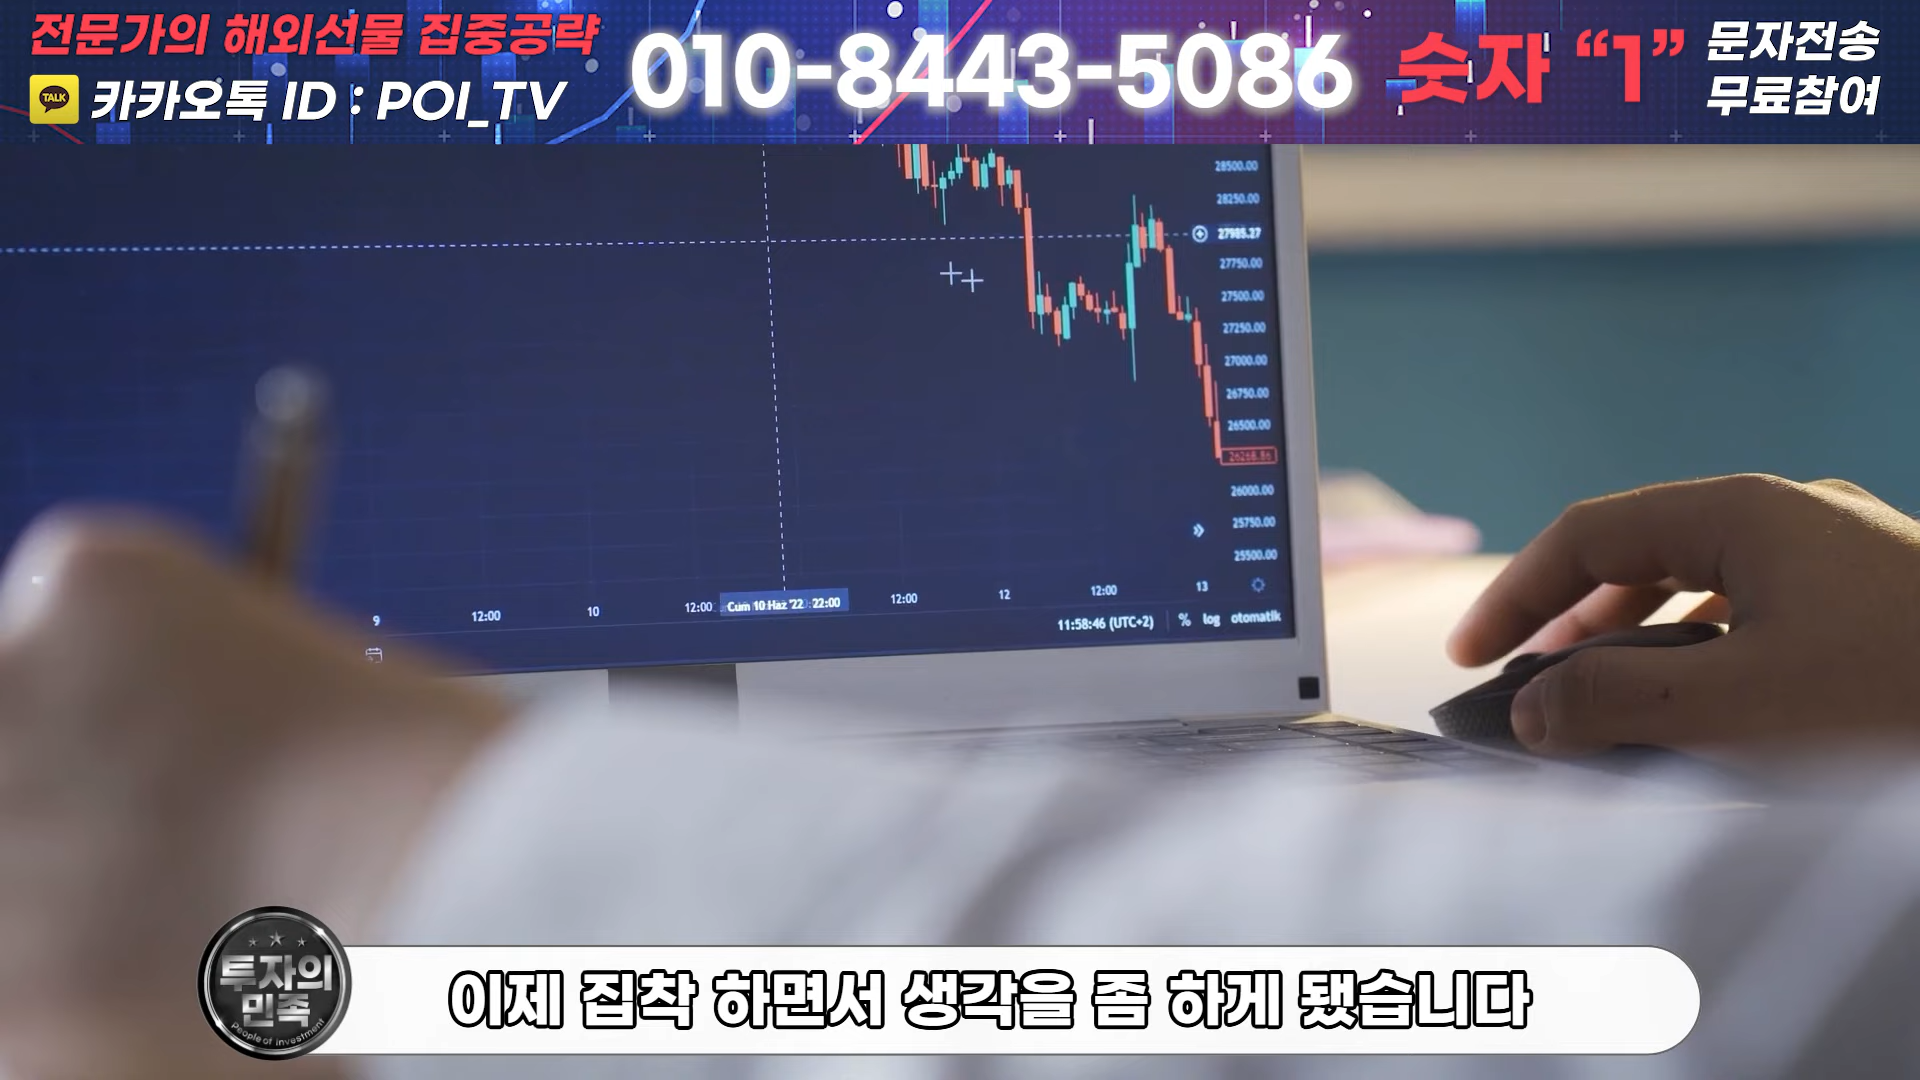 전문가의 해외선물 집중공략
TALK 카카오톡 ID : POI_TV
010-8443-5086
숫자 “1”
문자전송
무료참여
28500.00
28250.00
27985.27
27750.00
27500.00
27250.00
27000.00
26750.00
26500.00
26268.86
26000.00
25750.00
25500.00
9 12:00 10 12:00 Cum 10 Haz '22 22:00 12:00 12 12:00 13
11:58:46 (UTC+2) % log otomatik
투자의
민족
People of investment
이제 집착 하면서 생각을 좀 하게 됐습니다